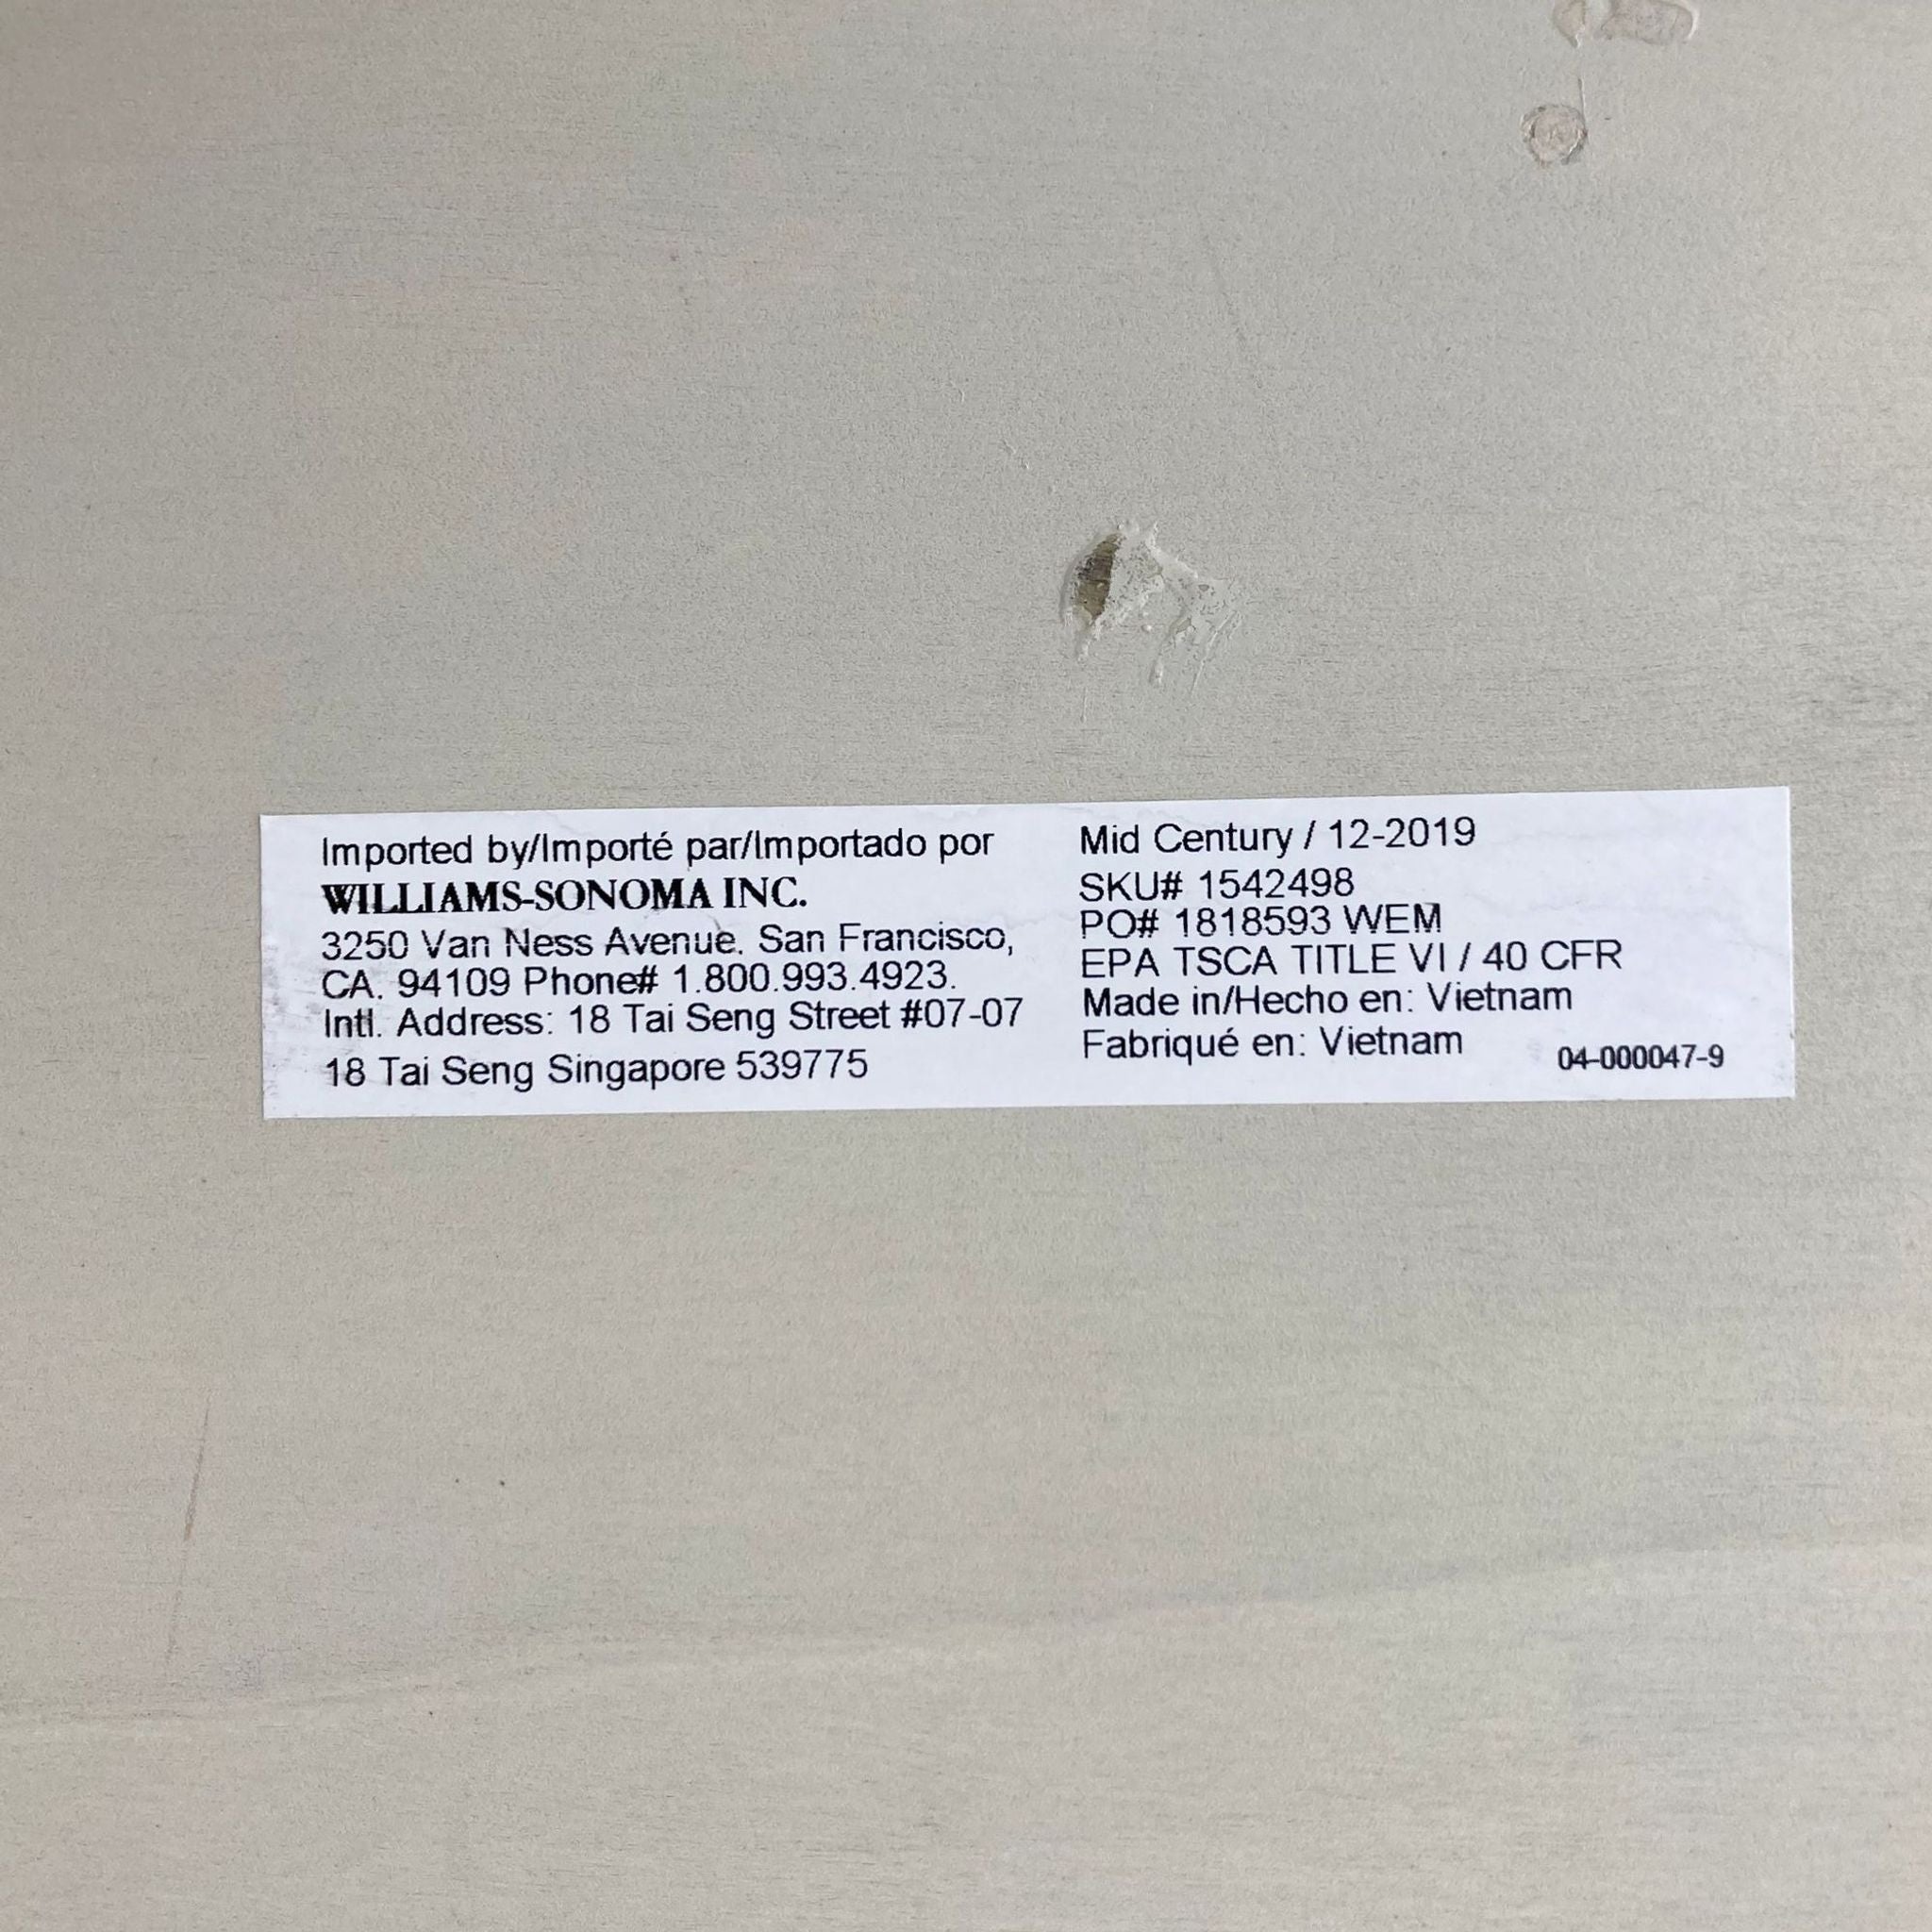 Imported by/Importé par/Importado por
WILLIAMS-SONOMA INC.
3250 Van Ness Avenue. San Francisco,
CA. 94109 Phone# 1.800.993.4923.
Intl. Address: 18 Tai Seng Street #07-07
18 Tai Seng Singapore 539775
Mid Century / 12-2019
SKU# 1542498
PO# 1818593 WEM
EPA TSCA TITLE VI / 40 CFR
Made in/Hecho en: Vietnam
Fabriqué en: Vietnam
04-000047-9